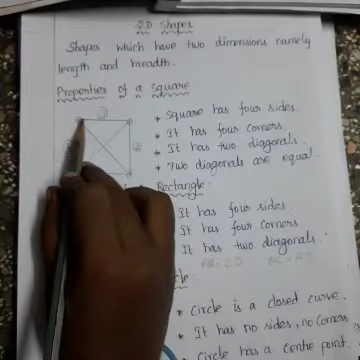 2D Shapes
Shapes which have two dimensions namely
length and breadth.
Properties of a Square
* Square has four sides.
* It has four corners.
* It has two diagonals.
* Two diagonals are equal.
Rectangle.
It has four sides.
It has four corners
It has two diagonals.
AB = CD
* Circle is a closed curve.
* It has no sides, no corners
* Circle has a centre point.